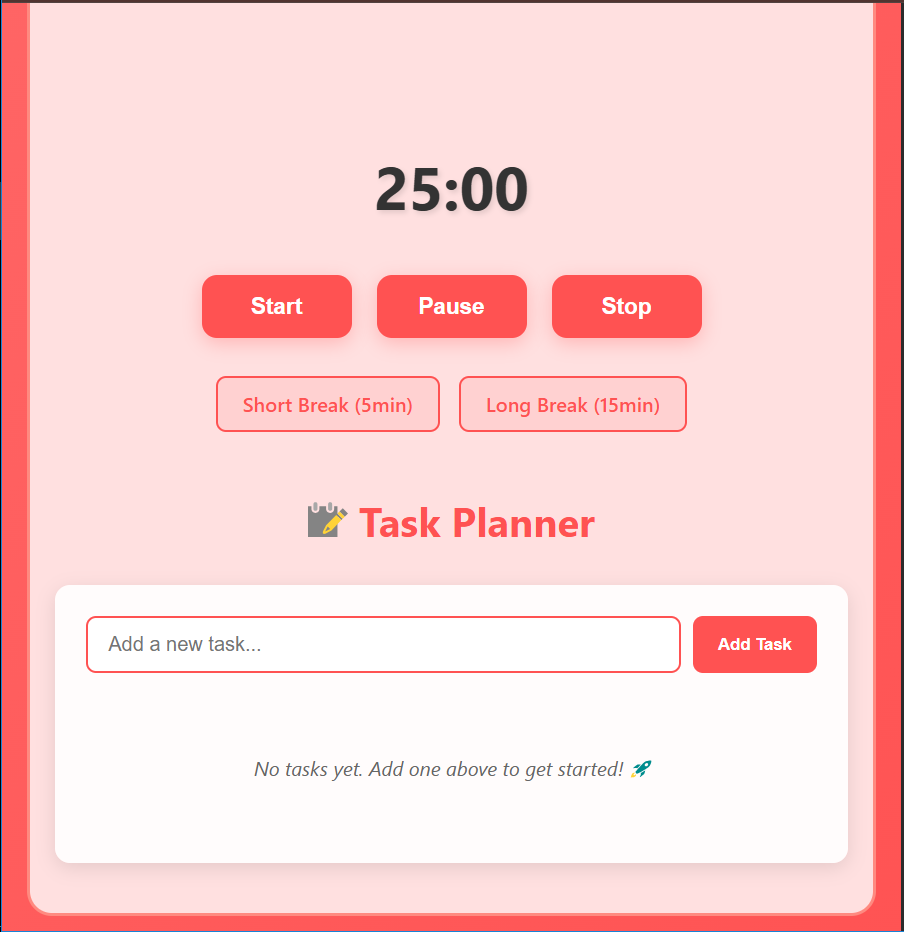 25:00
Start Pause Stop
Short Break (5min) Long Break (15min)
📝 Task Planner
Add a new task... Add Task
No tasks yet. Add one above to get started! 🚀